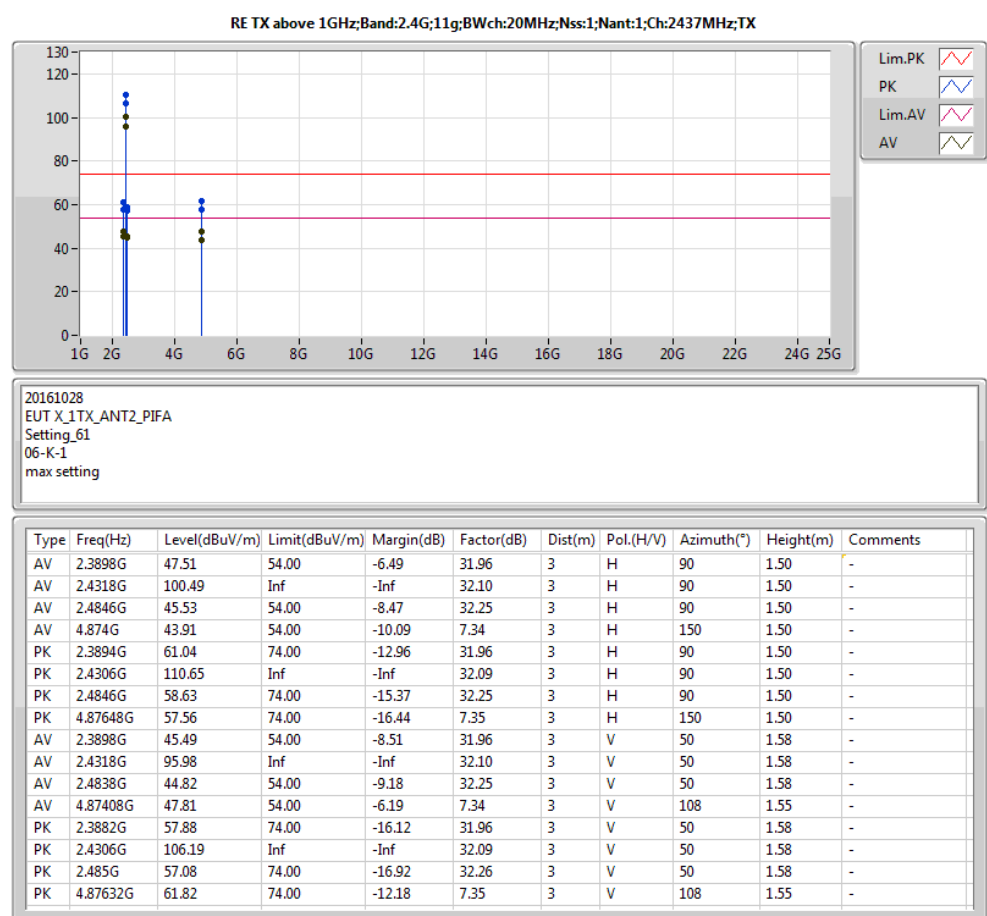 RE TX above 1GHz;Band:2.4G;11g;BWch:20MHz;Nss:1;Nant:1;Ch:2437MHz;TX
130
120
100
80
60
40
20
0
1G 2G 4G 6G 8G 10G 12G 14G 16G 18G 20G 22G 24G 25G
Lim.PK
PK
Lim.AV
AV
20161028
EUT X_1TX_ANT2_PIFA
Setting_61
06-K-1
max setting
Type Freq(Hz) Level(dBuV/m) Limit(dBuV/m) Margin(dB) Factor(dB) Dist(m) Pol.(H/V) Azimuth(°) Height(m) Comments
AV 2.3898G 47.51 54.00 -6.49 31.96 3 H 90 1.50 -
AV 2.4318G 100.49 Inf -Inf 32.10 3 H 90 1.50 -
AV 2.4846G 45.53 54.00 -8.47 32.25 3 H 90 1.50 -
AV 4.874G 43.91 54.00 -10.09 7.34 3 H 150 1.50 -
PK 2.3894G 61.04 74.00 -12.96 31.96 3 H 90 1.50 -
PK 2.4306G 110.65 Inf -Inf 32.09 3 H 90 1.50 -
PK 2.4846G 58.63 74.00 -15.37 32.25 3 H 90 1.50 -
PK 4.87648G 57.56 74.00 -16.44 7.35 3 H 150 1.50 -
AV 2.3898G 45.49 54.00 -8.51 31.96 3 V 50 1.58 -
AV 2.4318G 95.98 Inf -Inf 32.10 3 V 50 1.58 -
AV 2.4838G 44.82 54.00 -9.18 32.25 3 V 50 1.58 -
AV 4.87408G 47.81 54.00 -6.19 7.34 3 V 108 1.55 -
PK 2.3882G 57.88 74.00 -16.12 31.96 3 V 50 1.58 -
PK 2.4306G 106.19 Inf -Inf 32.09 3 V 50 1.58 -
PK 2.485G 57.08 74.00 -16.92 32.26 3 V 50 1.58 -
PK 4.87632G 61.82 74.00 -12.18 7.35 3 V 108 1.55 -